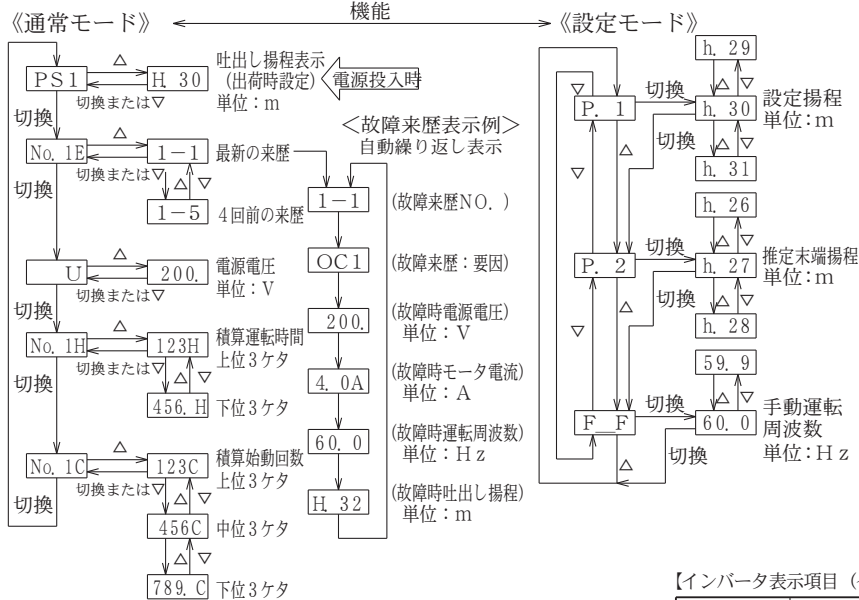 機能
《通常モード》
《設定モード》
PS1
△
H. 30
切換または▽
吐出し揚程表示
(出荷時設定)
単位：m
電源投入時
切換
No. 1E
△
1－1
切換または▽
最新の来歴
△
▽
1－5
4回前の来歴
切換
U
△
200.
切換または▽
電源電圧
単位：V
切換
No. 1H
△
123H
切換または▽
積算運転時間
上位3ケタ
△
▽
456. H
下位3ケタ
切換
No. 1C
△
123C
切換または▽
積算始動回数
上位3ケタ
△
▽
456C
中位3ケタ
△
▽
789. C
下位3ケタ
切換
＜故障来歴表示例＞
自動繰り返し表示
1－1
(故障来歴NO. )
OC1
(故障来歴：要因)
200.
(故障時電源電圧)
単位：V
4. 0A
(故障時モータ電流)
単位：A
60. 0
(故障時運転周波数)
単位：Hz
H. 32
(故障時吐出し揚程)
単位：m
h. 29
△
▽
▽
P. 1
切換
h. 30
設定揚程
単位：m
切換
△
▽
h. 31
▽
△
h. 26
△
▽
P. 2
切換
h. 27
推定末端揚程
単位：m
切換
△
▽
h. 28
▽
△
59. 9
△
▽
F__F
切換
60. 0
手動運転
周波数
単位：Hz
△
切換
【インバータ表示項目